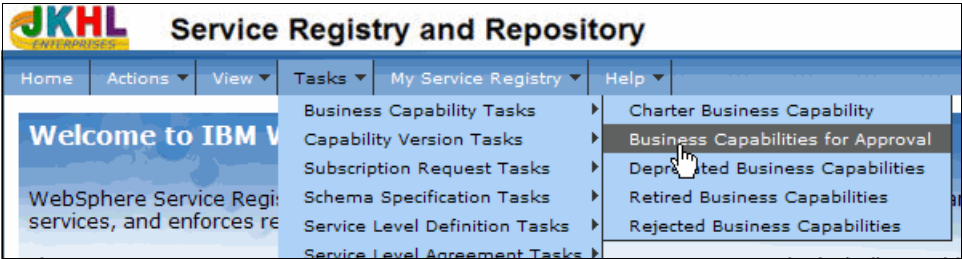 JKHL
ENTERPRISES
Service Registry and Repository
Home Actions View Tasks My Service Registry Help
Business Capability Tasks Charter Business Capability
Welcome to IBM
Capability Version Tasks Business Capabilities for Approval
Subscription Request Tasks Business Capabilities
WebSphere Service Schema Specification Tasks Retired Business Capabilities
services, and enforces Service Level Definition Tasks Rejected Business Capabilities
Service Level Agreement Tasks